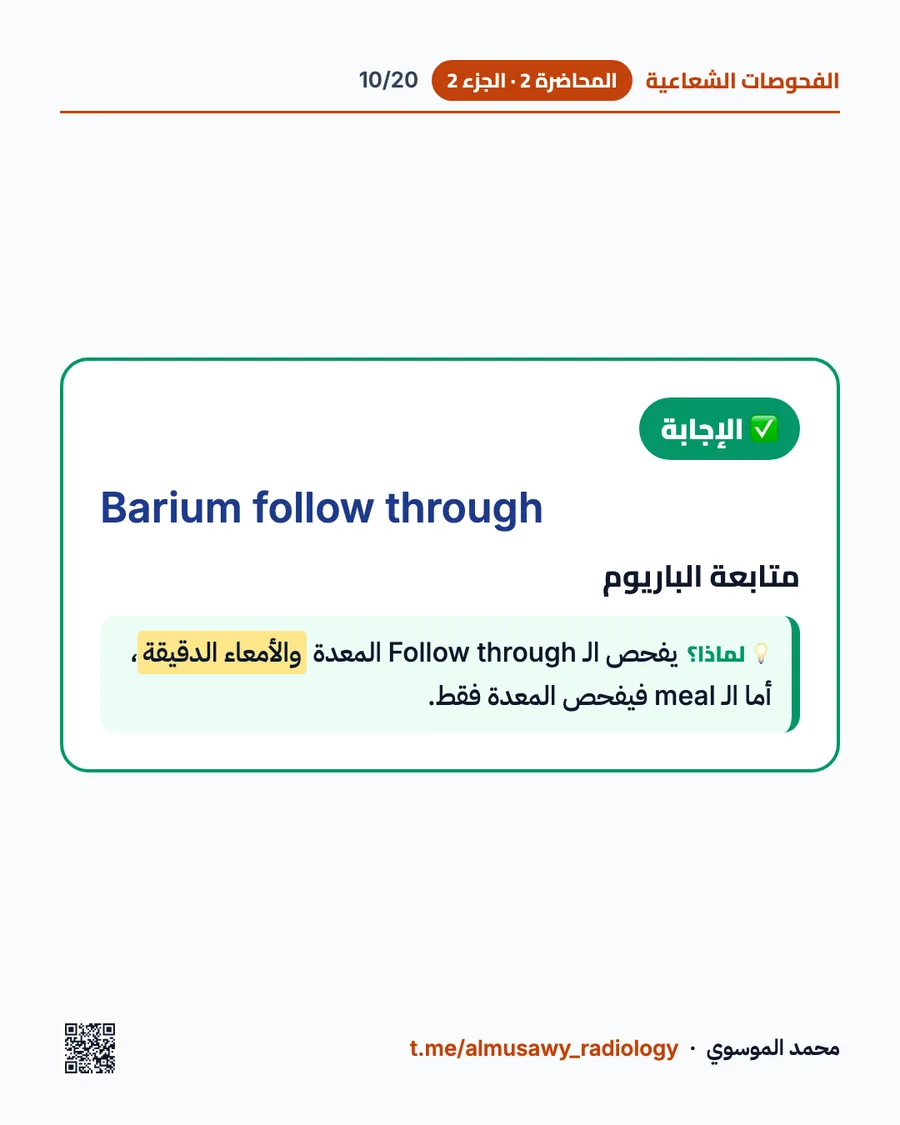 الفحوصات الشعاعية المحاضرة 2 · الجزء 2 10/20
✅ الإجابة
Barium follow through
متابعة الباريوم
💡 لماذا؟ يفحص الـ Follow through المعدة والأمعاء الدقيقة،
أما الـ meal فيفحص المعدة فقط.
محمد الموسوي · t.me/almusawy_radiology